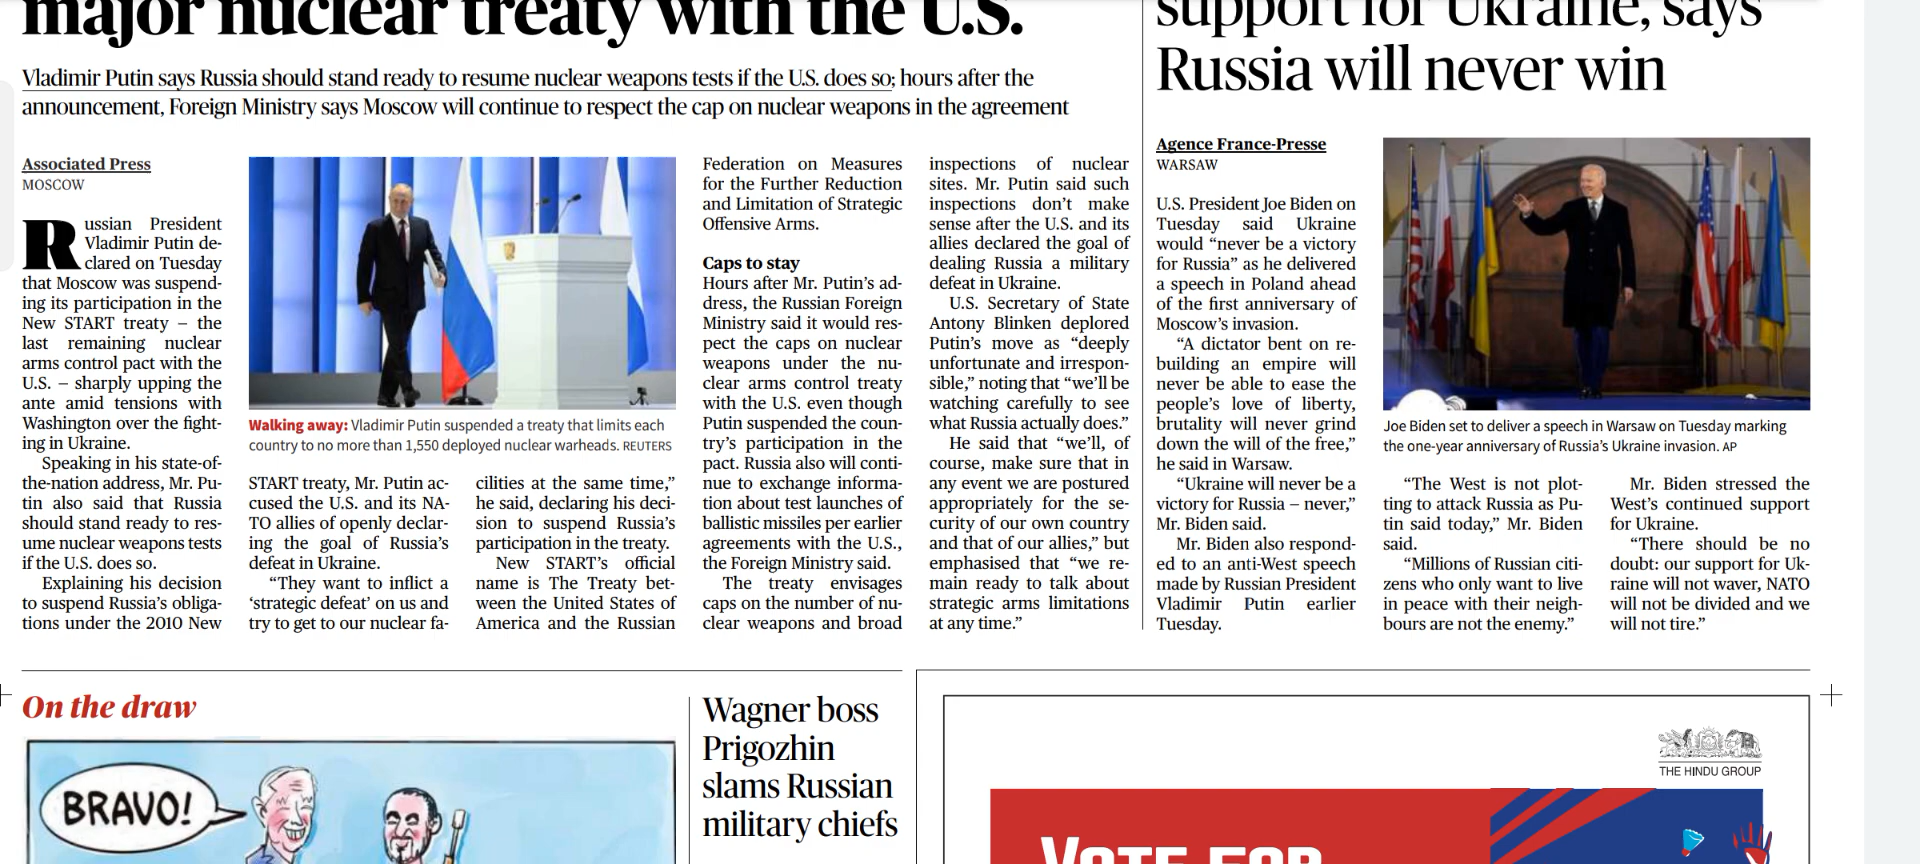 major nuclear treaty with the U.S.
Vladimir Putin says Russia should stand ready to resume nuclear weapons tests if the U.S. does so; hours after the
announcement, Foreign Ministry says Moscow will continue to respect the cap on nuclear weapons in the agreement
Associated Press
MOSCOW
Russian President
Vladimir Putin de-
clared on Tuesday
that Moscow was suspend-
ing its participation in the
New START treaty – the
last remaining nuclear
arms control pact with the
U.S. – sharply upping the
ante amid tensions with
Washington over the fight-
ing in Ukraine.
Speaking in his state-of-
the-nation address, Mr. Pu-
tin also said that Russia
should stand ready to res-
ume nuclear weapons tests
if the U.S. does so.
Explaining his decision
to suspend Russia's obliga-
tions under the 2010 New
Walking away: Vladimir Putin suspended a treaty that limits each
country to no more than 1,550 deployed nuclear warheads. REUTERS
START treaty, Mr. Putin ac-
cused the U.S. and its NA-
TO allies of openly declar-
ing the goal of Russia's
defeat in Ukraine.
"They want to inflict a
'strategic defeat' on us and
try to get to our nuclear fa-
cilities at the same time,"
he said, declaring his deci-
sion to suspend Russia's
participation in the treaty.
New START's official
name is The Treaty bet-
ween the United States of
America and the Russian
Federation on Measures
for the Further Reduction
and Limitation of Strategic
Offensive Arms.
Caps to stay
Hours after Mr. Putin's ad-
dress, the Russian Foreign
Ministry said it would res-
pect the caps on nuclear
weapons under the nu-
clear arms control treaty
with the U.S. even though
Putin suspended the coun-
try's participation in the
pact. Russia also will conti-
nue to exchange informa-
tion about test launches of
ballistic missiles per earlier
agreements with the U.S.,
the Foreign Ministry said.
The treaty envisages
caps on the number of nu-
clear weapons and broad
inspections of nuclear
sites. Mr. Putin said such
inspections don't make
sense after the U.S. and its
allies declared the goal of
dealing Russia a military
defeat in Ukraine.
U.S. Secretary of State
Antony Blinken deplored
Putin's move as "deeply
unfortunate and irrespon-
sible," noting that "we'll be
watching carefully to see
what Russia actually does."
He said that "we'll, of
course, make sure that in
any event we are postured
appropriately for the se-
curity of our own country
and that of our allies," but
emphasised that "we re-
main ready to talk about
strategic arms limitations
at any time."
support for Ukraine, says
Russia will never win
Agence France-Presse
WARSAW
U.S. President Joe Biden on
Tuesday said Ukraine
would "never be a victory
for Russia" as he delivered
a speech in Poland ahead
of the first anniversary of
Moscow's invasion.
"A dictator bent on re-
building an empire will
never be able to ease the
people's love of liberty,
brutality will never grind
down the will of the free,"
he said in Warsaw.
"Ukraine will never be a
victory for Russia – never,"
Mr. Biden said.
Mr. Biden also respond-
ed to an anti-West speech
made by Russian President
Vladimir Putin earlier
Tuesday.
Joe Biden set to deliver a speech in Warsaw on Tuesday marking
the one-year anniversary of Russia's Ukraine invasion. AP
"The West is not plot-
ting to attack Russia as Pu-
tin said today," Mr. Biden
said.
"Millions of Russian citi-
zens who only want to live
in peace with their neigh-
bours are not the enemy."
Mr. Biden stressed the
West's continued support
for Ukraine.
"There should be no
doubt: our support for Uk-
raine will not waver, NATO
will not be divided and we
will not tire."
On the draw
BRAVO!
Wagner boss
Prigozhin
slams Russian
military chiefs
THE HINDU GROUP
VOTE FOR